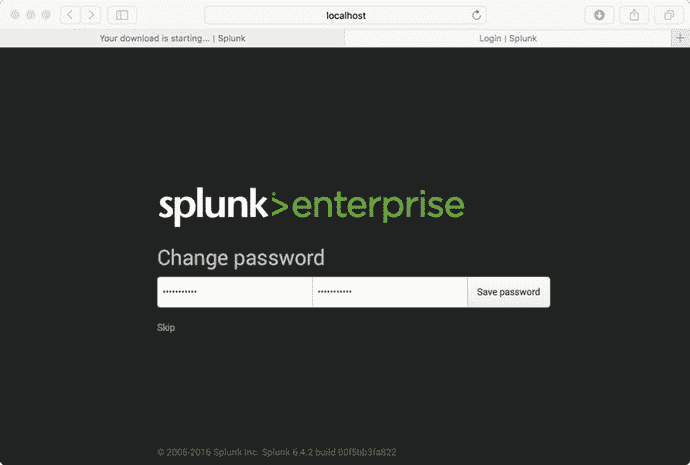 localhost
Your download is starting... | Splunk
Login | Splunk
splunk>enterprise
Change password
••••••••••• ••••••••••• Save password
Skip
© 2005-2016 Splunk Inc. Splunk 6.4.2 build